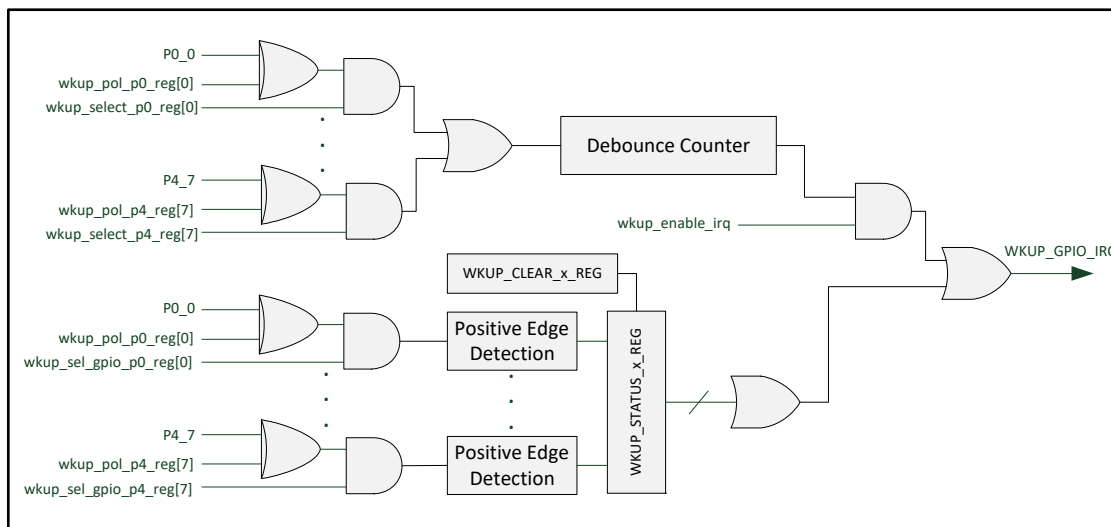 P0_0
wkup_pol_p0_reg[0]
wkup_select_p0_reg[0]
P4_7
wkup_pol_p4_reg[7]
wkup_select_p4_reg[7]
Debounce Counter
wkup_enable_irq
WKUP_GPIO_IRQ
WKUP_CLEAR_x_REG
P0_0
wkup_pol_p0_reg[0]
wkup_sel_gpio_p0_reg[0]
Positive Edge
Detection
WKUP_STATUS_x_REG
P4_7
wkup_pol_p4_reg[7]
wkup_sel_gpio_p4_reg[7]
Positive Edge
Detection